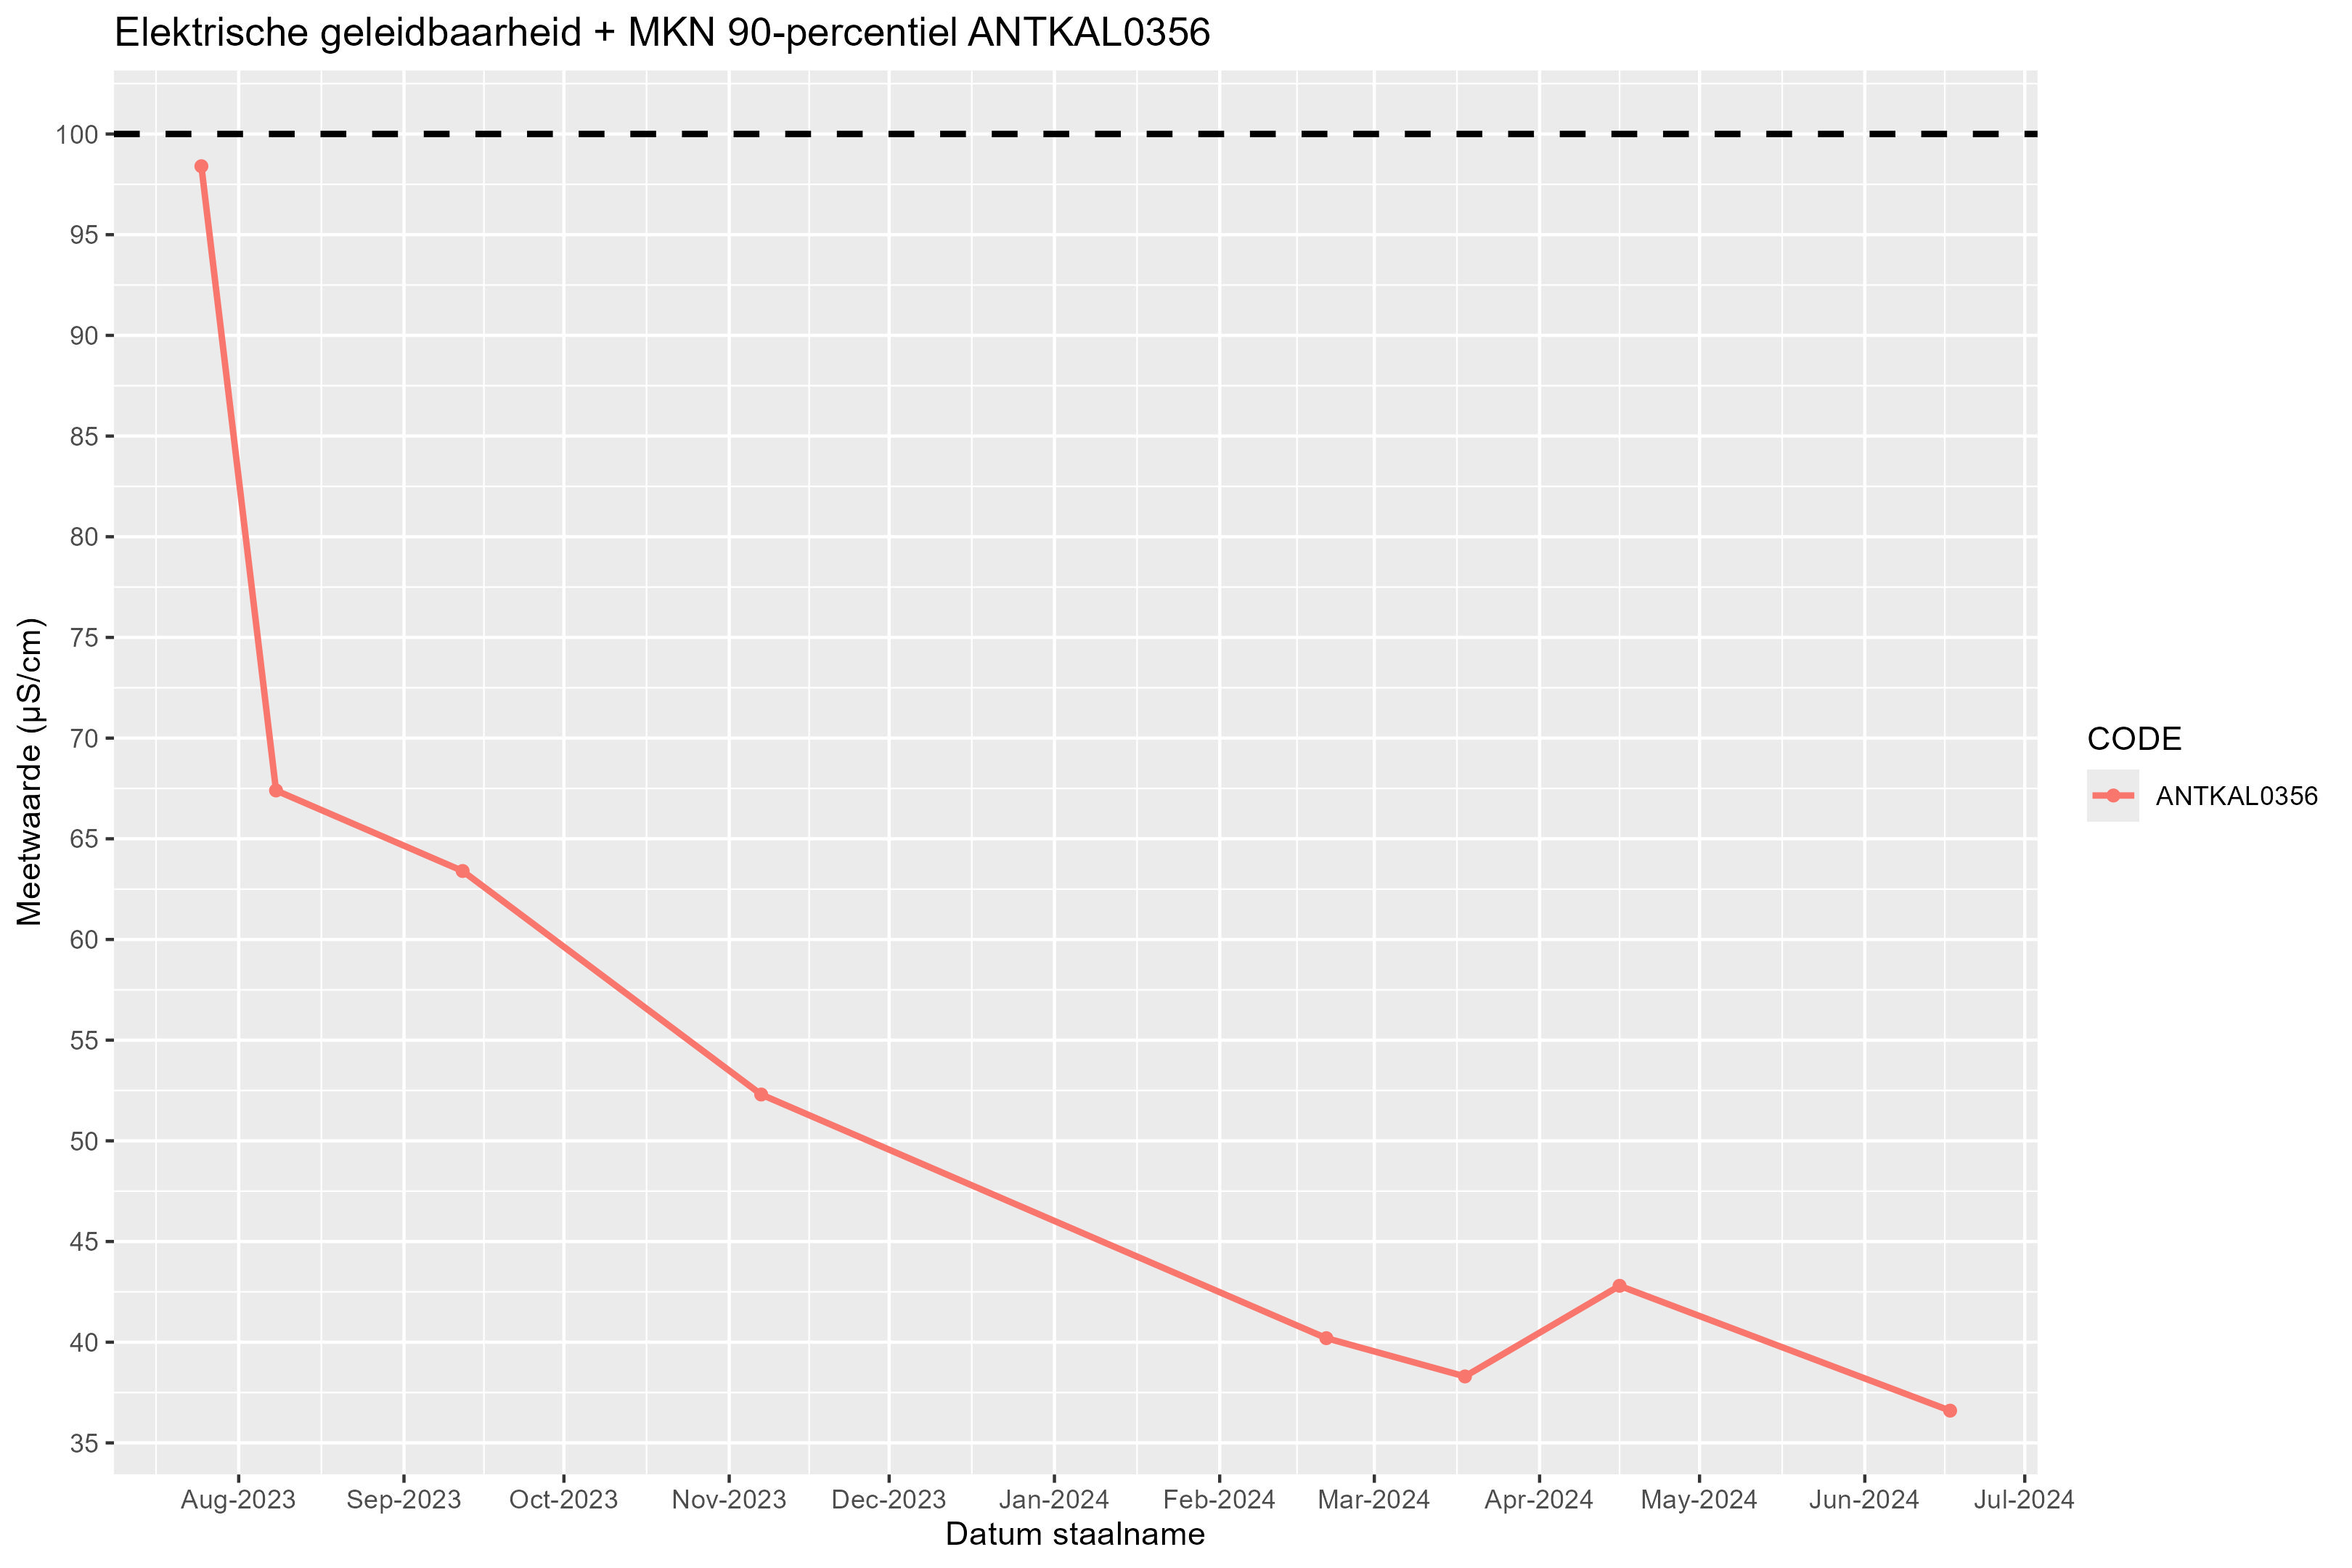 Elektrische geleidbaarheid + MKN 90-percentiel ANTKAL0356
Meetwaarde (µS/cm)
100
95
90
85
80
75
70
65
60
55
50
45
40
35
Aug-2023 Sep-2023 Oct-2023 Nov-2023 Dec-2023 Jan-2024 Feb-2024 Mar-2024 Apr-2024 May-2024 Jun-2024 Jul-2024
Datum staalname
CODE
ANTKAL0356